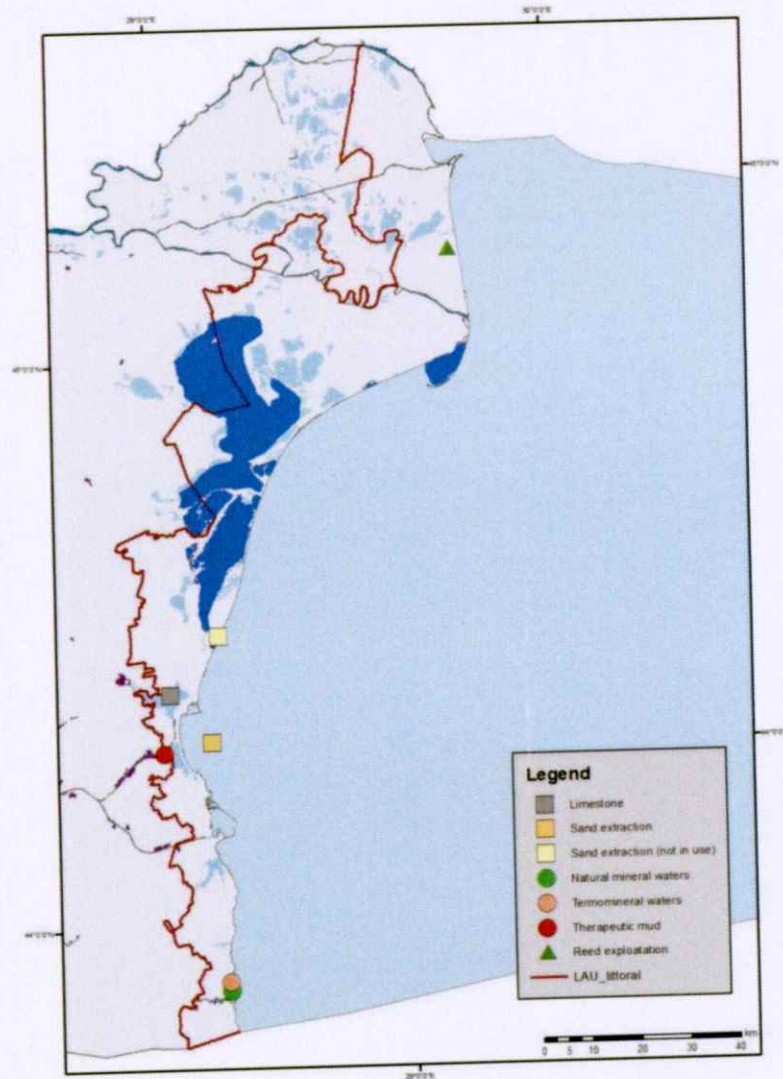 Legend
Limestone
Sand extraction
Sand extraction (not in use)
Natural mineral waters
Termomineral waters
Therapeutic mud
Reed exploatation
LAU_littoral
km
0 5 10 20 30 40